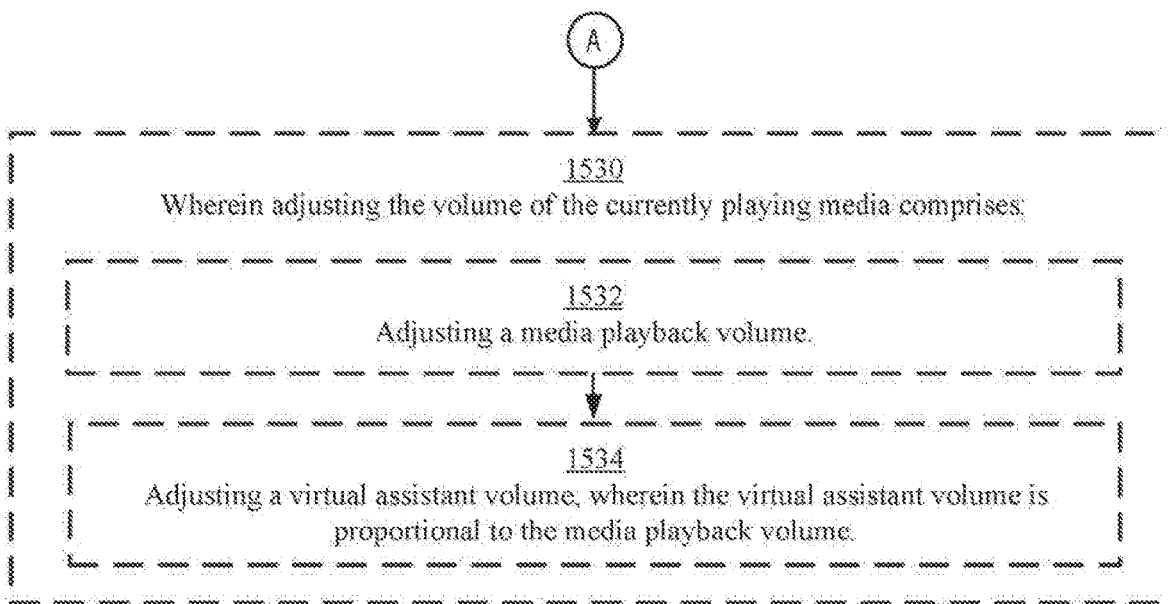 A
1530
Wherein adjusting the volume of the currently playing media comprises:
1532
Adjusting a media playback volume.
1534
Adjusting a virtual assistant volume, wherein the virtual assistant volume is
proportional to the media playback volume.